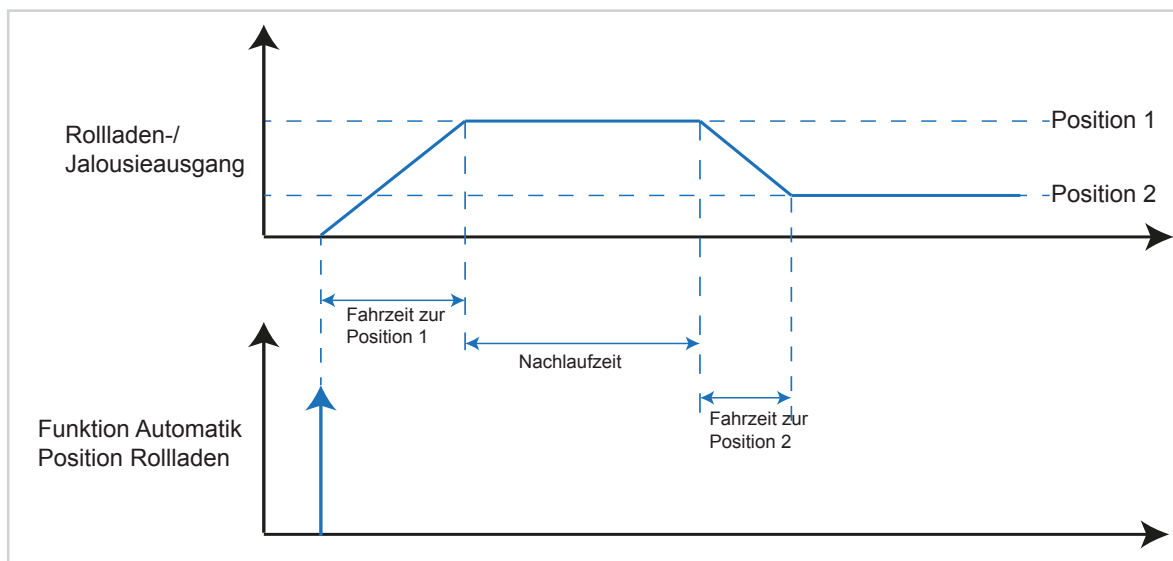 Rollladen-/
Jalousieausgang
Position 1
Position 2
Fahrzeit zur
Position 1
Nachlaufzeit
Fahrzeit zur
Position 2
Funktion Automatik
Position Rollladen